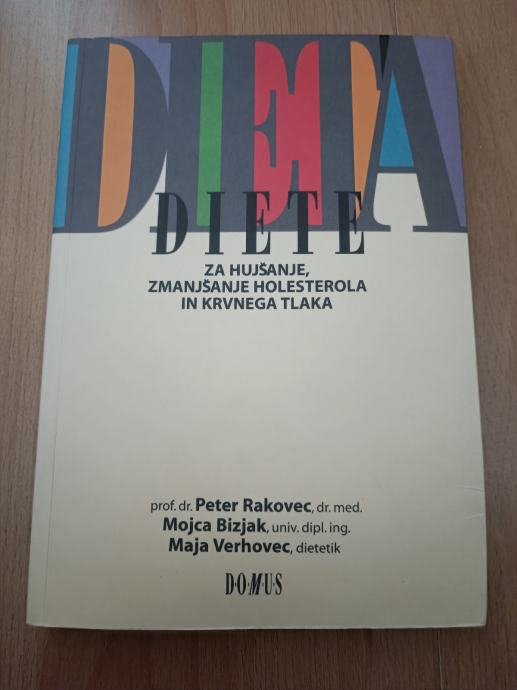 DIETA
DIETE
ZA HUJŠANJE,
ZMANJŠANJE HOLESTEROLA
IN KRVNEGA TLAKA
prof. dr. Peter Rakovec, dr. med.
Mojca Bizjak, univ. dipl. ing.
Maja Verhovec, dietetik
DOMUS